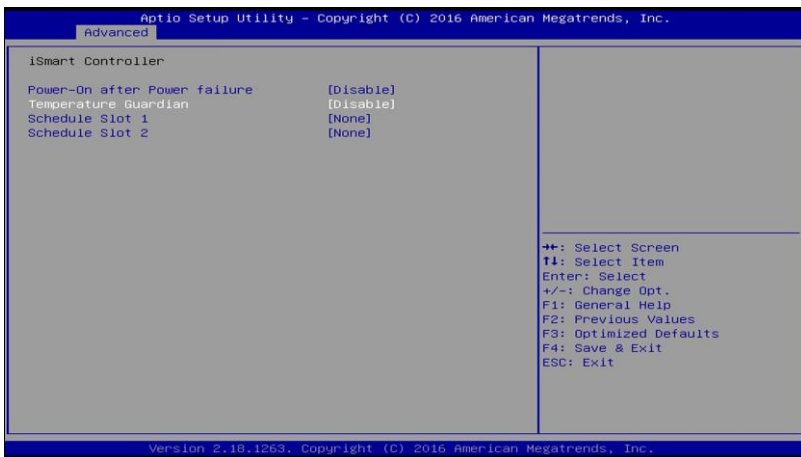 Aptio Setup Utility – Copyright (C) 2016 American Megatrends, Inc.
Advanced
iSmart Controller
Power-On after Power failure [Disable]
Temperature Guardian [Disable]
Schedule Slot 1 [None]
Schedule Slot 2 [None]
→←: Select Screen
↑↓: Select Item
Enter: Select
+/-: Change Opt.
F1: General Help
F2: Previous Values
F3: Optimized Defaults
F4: Save & Exit
ESC: Exit
Version 2.18.1263. Copyright (C) 2016 American Megatrends, Inc.